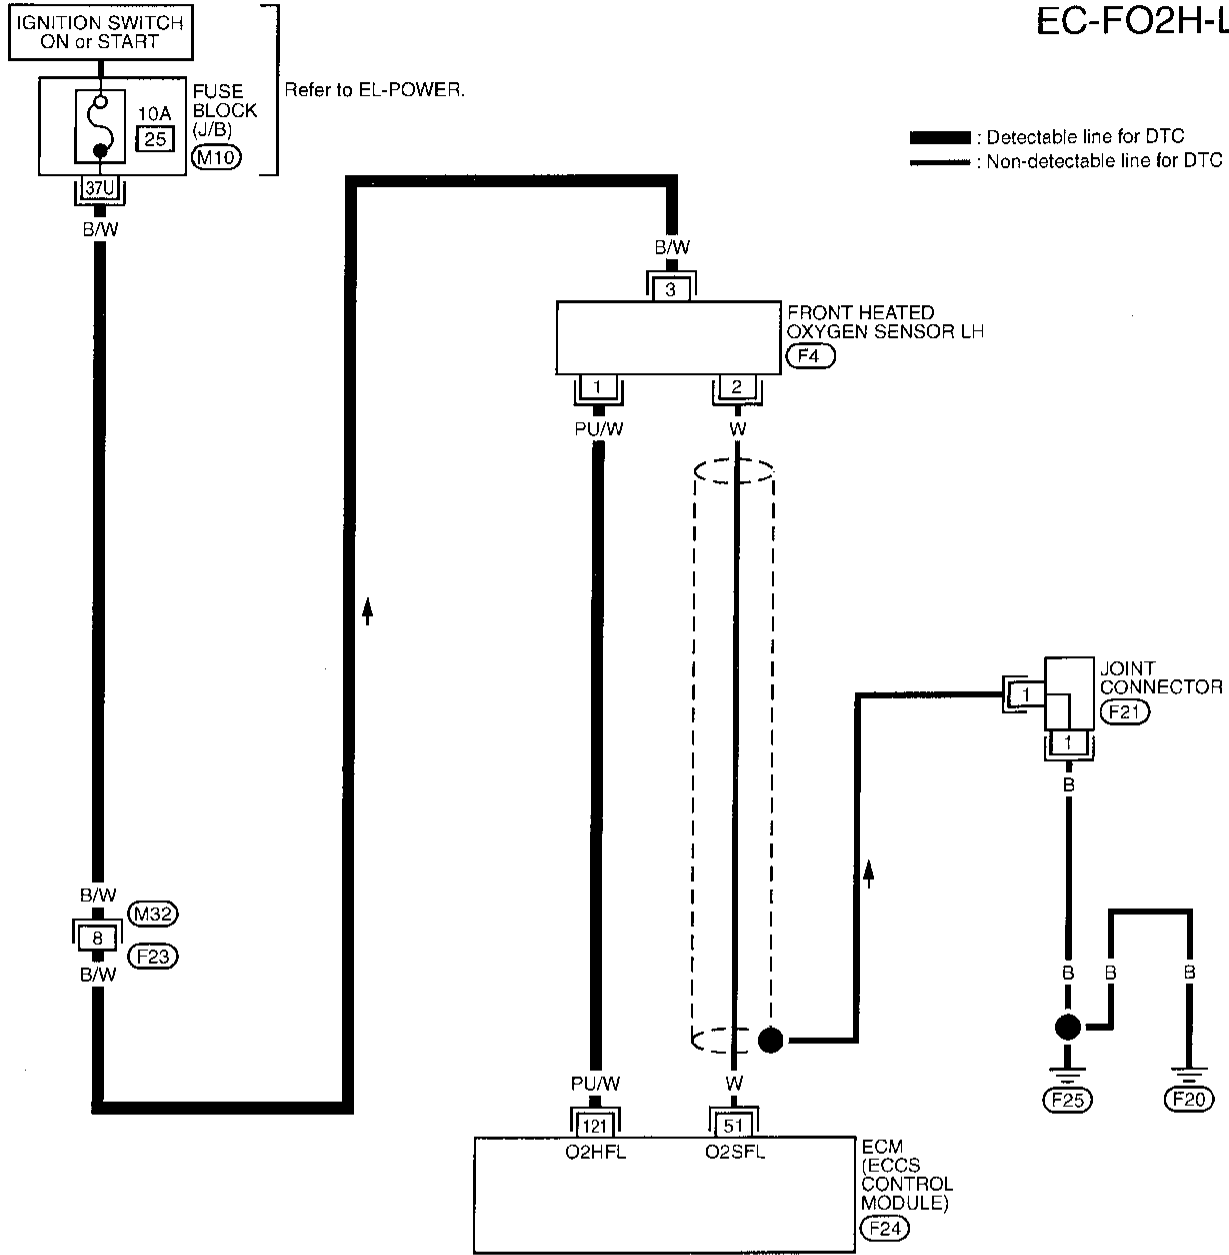 EC-FO2H-L
IGNITION SWITCH
ON or START
FUSE
BLOCK
(J/B)
M10
10A
25
Refer to EL-POWER.
: Detectable line for DTC
: Non-detectable line for DTC
37U
B/W
B/W
3
FRONT HEATED
OXYGEN SENSOR LH
F4
1
2
PU/W
W
JOINT
CONNECTOR
F21
1
1
B
B/W
M32
8
F23
B/W
B
B
B
F25
F20
PU/W
W
121
51
O2HFL
O2SFL
ECM
(ECCS
CONTROL
MODULE)
F24